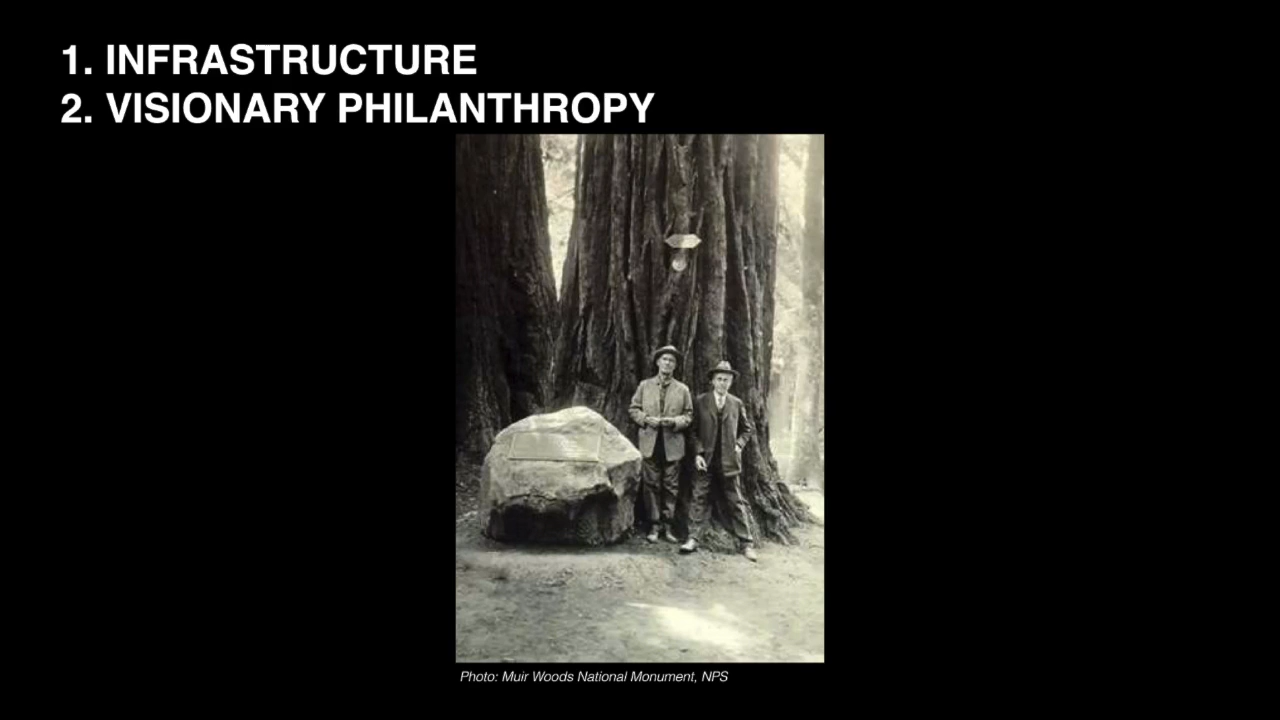 1. INFRASTRUCTURE
2. VISIONARY PHILANTHROPY
Photo: Muir Woods National Monument, NPS